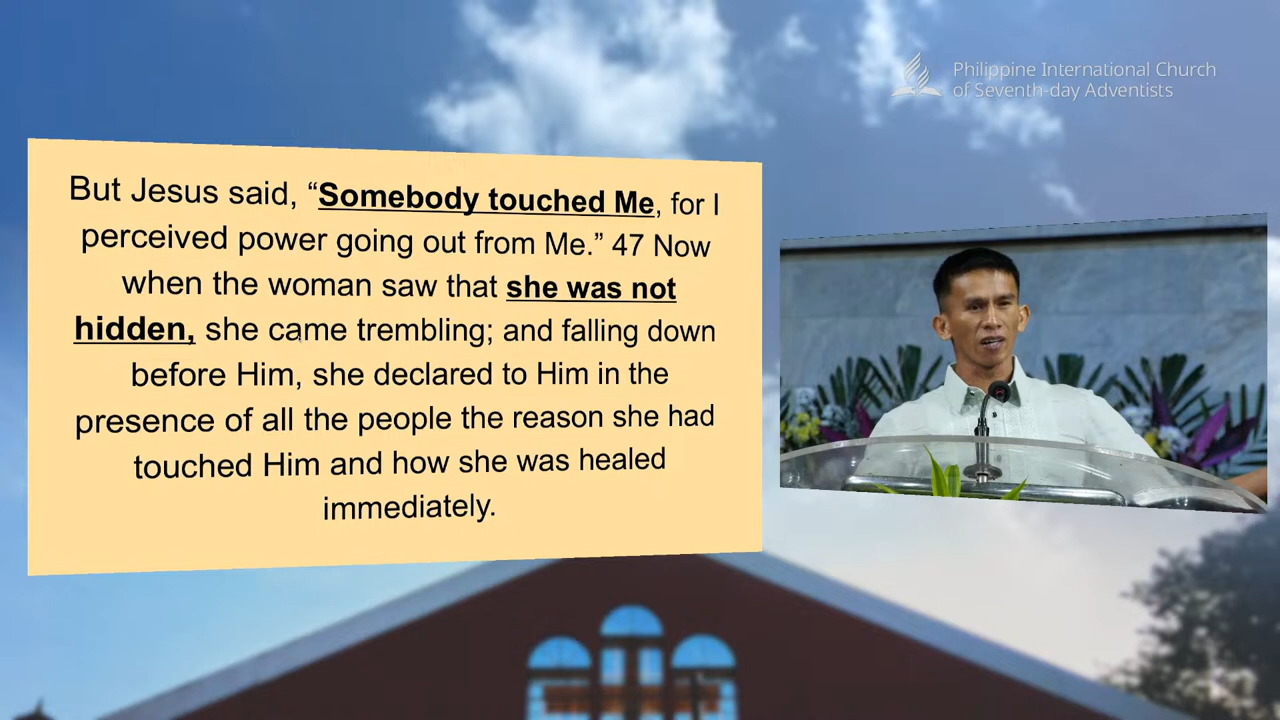 Philippine International Church
of Seventh-day Adventists
But Jesus said, “Somebody touched Me, for I
perceived power going out from Me.” 47 Now
when the woman saw that she was not
hidden, she came trembling; and falling down
before Him, she declared to Him in the
presence of all the people the reason she had
touched Him and how she was healed
immediately.